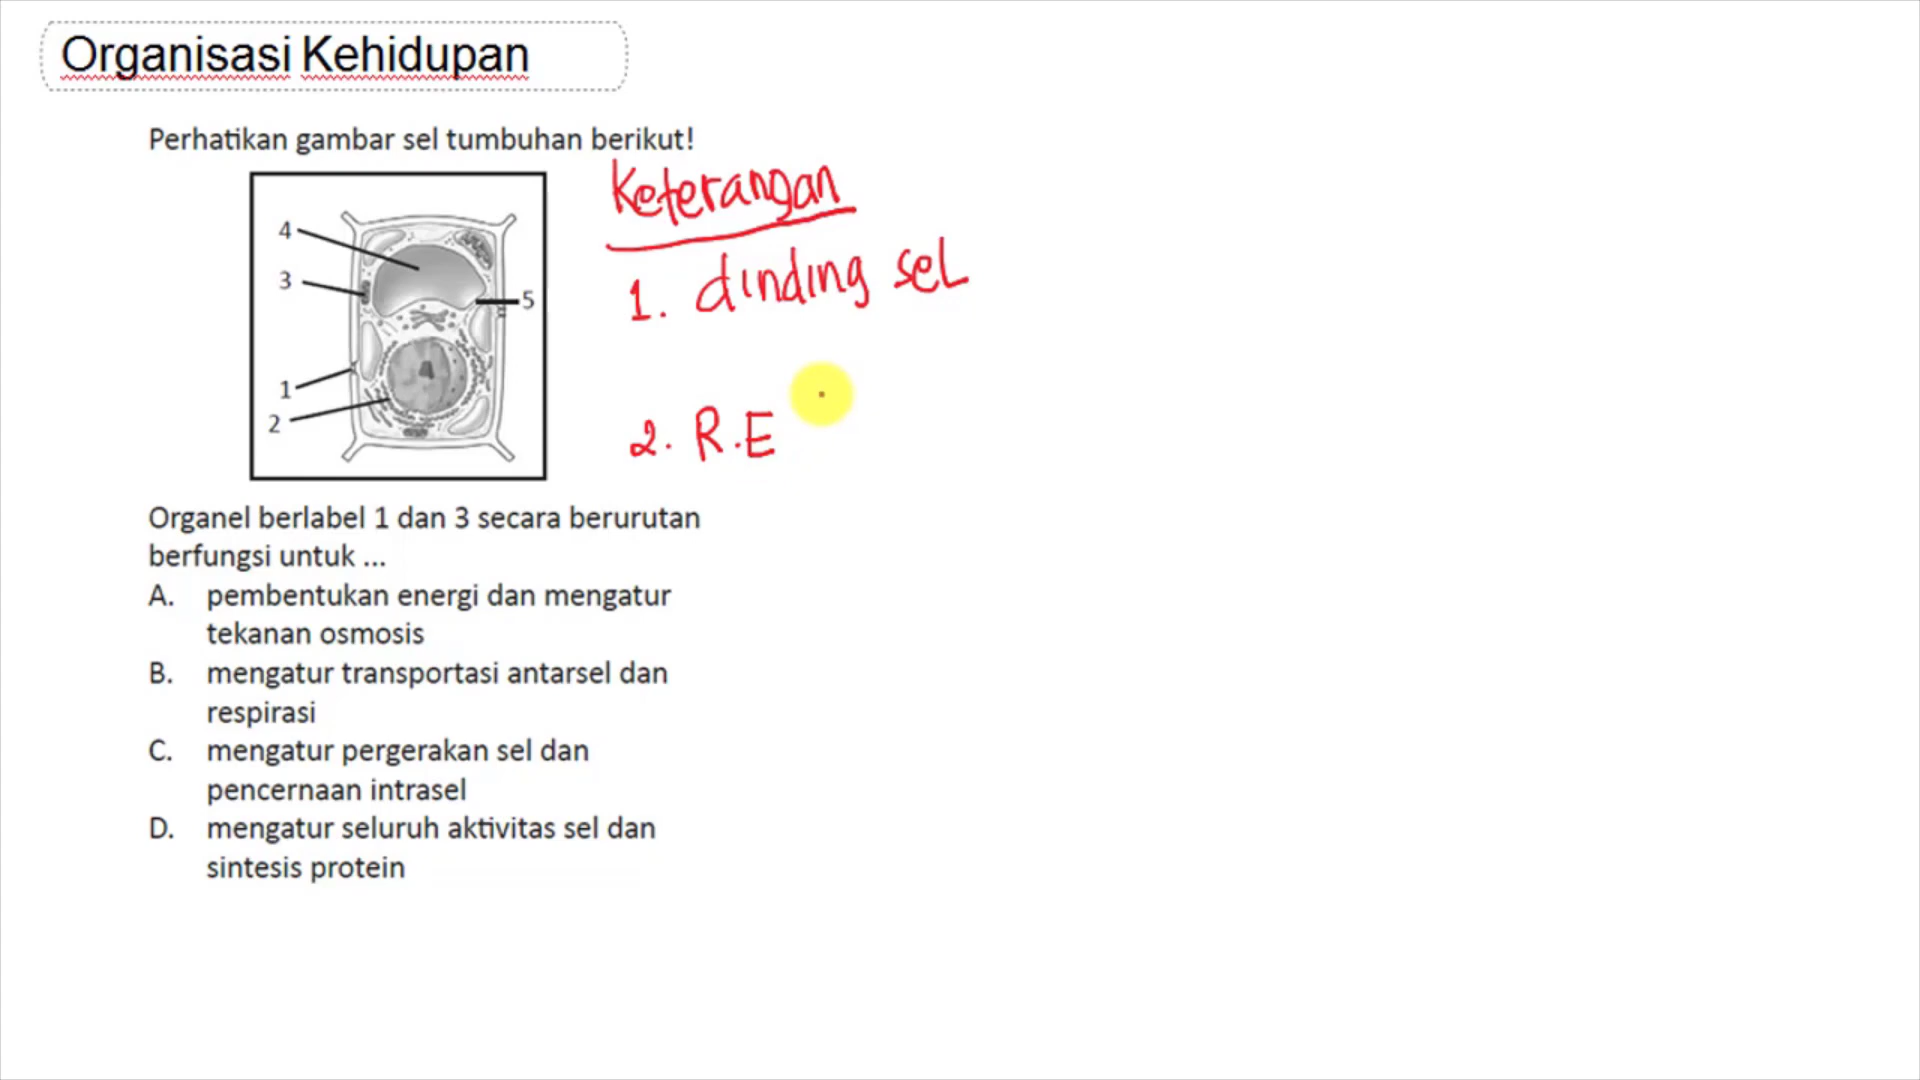 Organisasi Kehidupan
Perhatikan gambar sel tumbuhan berikut!
4
3
5
1
2
Keterangan
1. dinding sel
2. R.E
Organel berlabel 1 dan 3 secara berurutan
berfungsi untuk ...
A. pembentukan energi dan mengatur
tekanan osmosis
B. mengatur transportasi antarsel dan
respirasi
C. mengatur pergerakan sel dan
pencernaan intrasel
D. mengatur seluruh aktivitas sel dan
sintesis protein